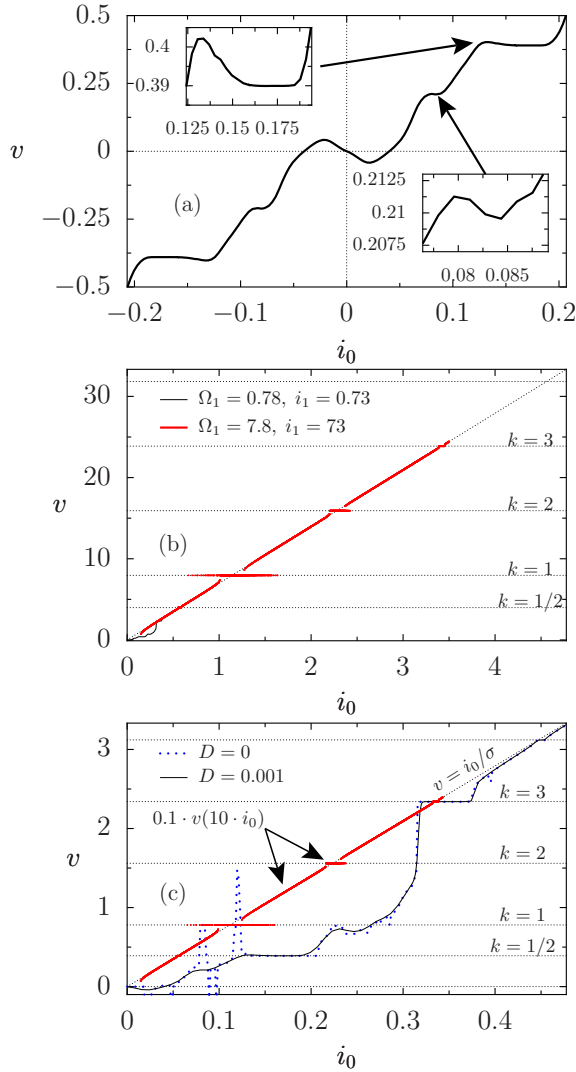 0.5
0.25
0
−0.25
−0.5
v
0.4
0.39
0.125 0.15 0.175
(a)
0.2125
0.21
0.2075
0.08 0.085
−0.2 −0.1 0 0.1 0.2
i₀
30
20
10
0
v
Ω₁ = 0.78, i₁ = 0.73
Ω₁ = 7.8, i₁ = 73
k = 3
k = 2
(b)
k = 1
k = 1/2
0 1 2 3 4
i₀
3
2
1
0
v
D = 0
D = 0.001
v = i₀/σ
k = 3
0.1 · v(10 · i₀)
k = 2
(c)
k = 1
k = 1/2
0 0.1 0.2 0.3 0.4
i₀